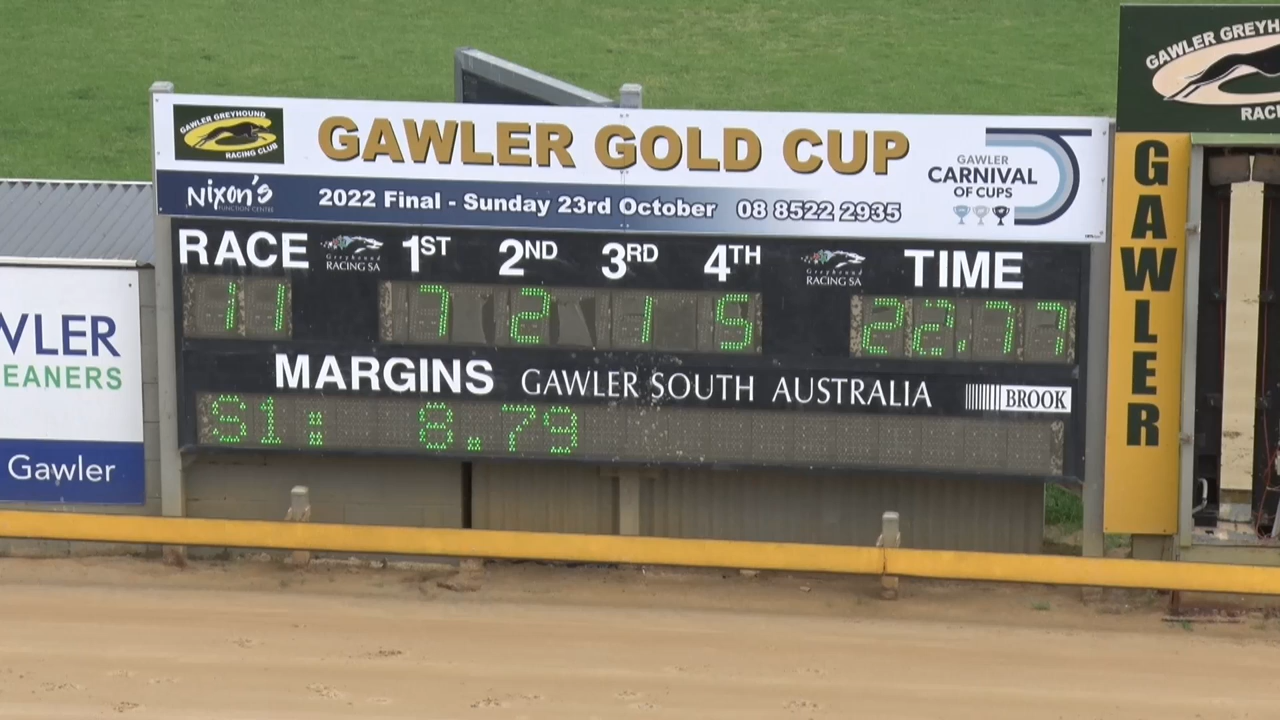 GAWLER GREYHOUND
RACING CLUB
GAWLER GOLD CUP
GAWLER
CARNIVAL
OF CUPS
Nixon's
FUNCTION CENTRE
2022 Final - Sunday 23rd October 08 8522 2935
RACE
Greyhound
RACING SA
1ST 2ND 3RD 4TH
Greyhound
RACING SA
TIME
11 7 2 1 5 22.77
MARGINS GAWLER SOUTH AUSTRALIA BROOK
S1: 8.79
WLER
EANERS
Gawler
GAWLER GREYH
RACI
GAWLER